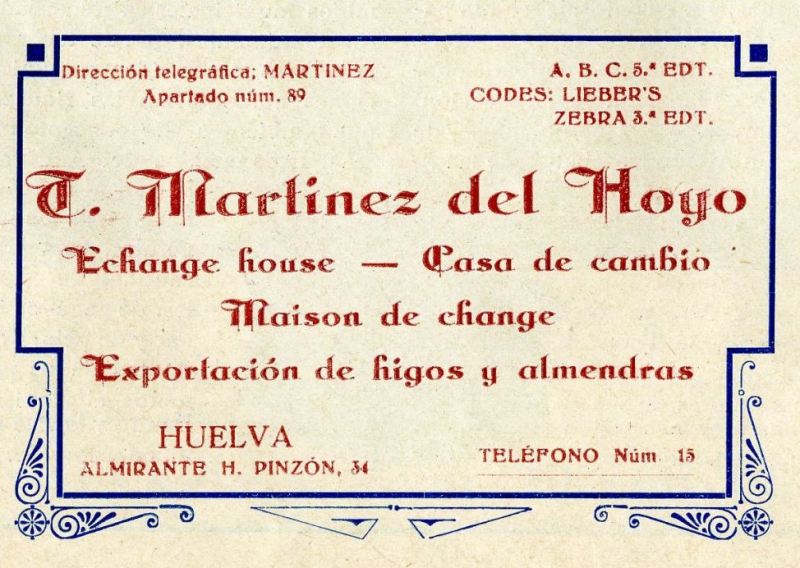 Dirección telegráfica; MARTINEZ
Apartado núm. 89
A. B. C. 5.ª EDT.
CODES: LIEBER'S
ZEBRA 3.ª EDT.
T. Martinez del Hoyo
Echange house — Casa de cambio
Maison de change
Exportación de higos y almendras
HUELVA
ALMIRANTE H. PINZÓN, 34
TELÉFONO Núm. 15